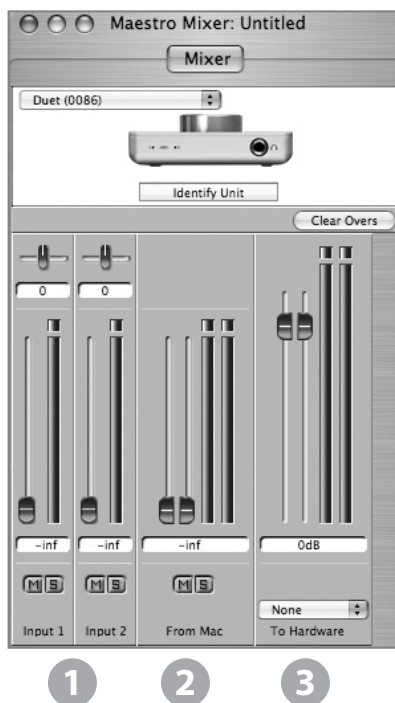 Maestro Mixer: Untitled
Mixer
Duet (0086)
Identify Unit
Clear Overs
0 0
-inf -inf -inf 0dB
M S M S M S
None
Input 1 Input 2 From Mac To Hardware
1 2 3